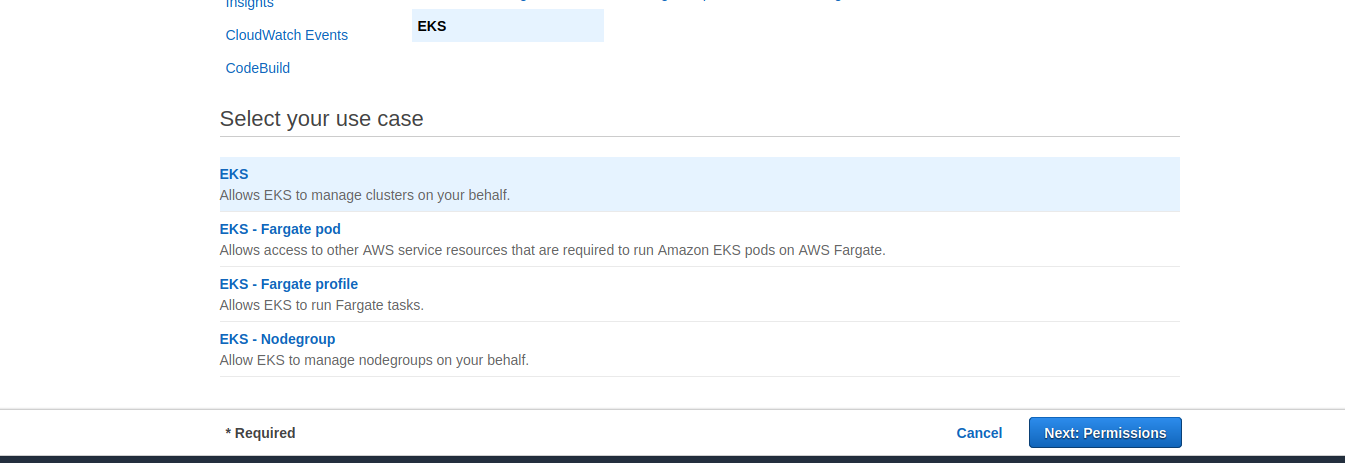 Insights
EKS
CloudWatch Events
CodeBuild
Select your use case
EKS
Allows EKS to manage clusters on your behalf.
EKS - Fargate pod
Allows access to other AWS service resources that are required to run Amazon EKS pods on AWS Fargate.
EKS - Fargate profile
Allows EKS to run Fargate tasks.
EKS - Nodegroup
Allow EKS to manage nodegroups on your behalf.
* Required
Cancel
Next: Permissions